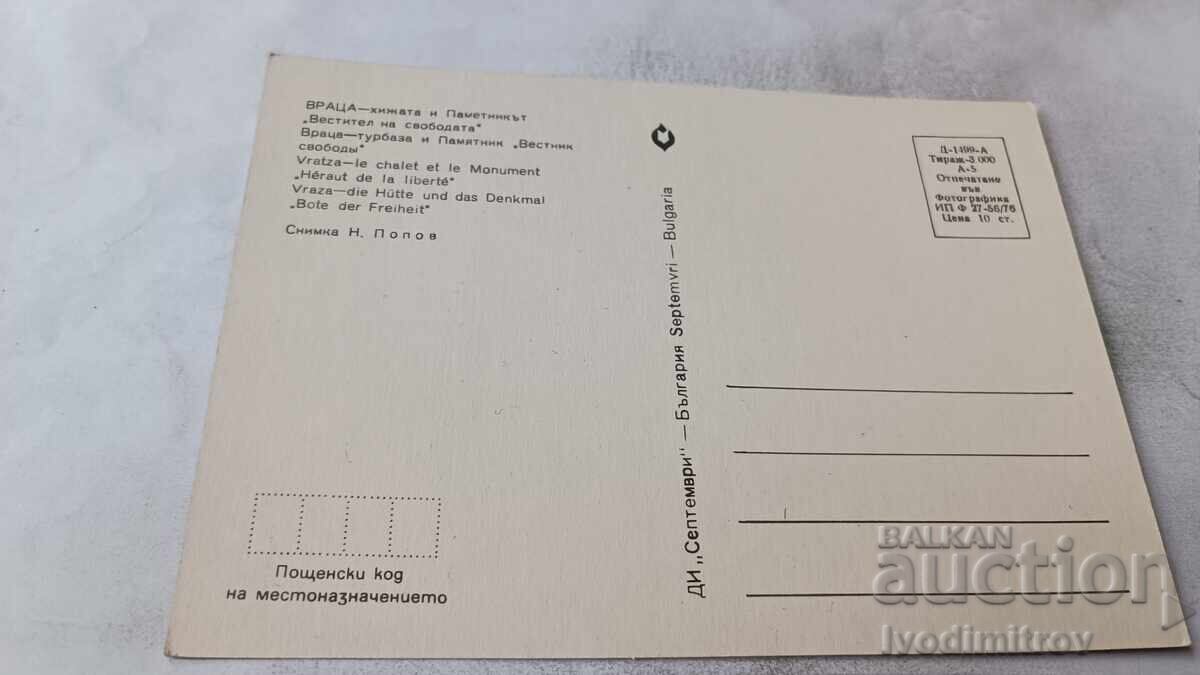 ВРАЦА—хижата и Паметникът
„Вестител на свободата"
Враца—турбаза и Памятник „Вестник
свободы"
Vratza—le chalet et le Monument
„Héraut de la liberté"
Vraza—die Hütte und das Denkmal
„Bote der Freiheit"
Снимка Н. Попов
Пощенски код
на местоназначението
ДИ „Септември" — България Septemvri — Bulgaria
Д-1499-А
Тираж-3 000
А-5
Отпечатано
във
Фотографика
ИП Ф 27-56/76
Цена 10 ст.
BALKAN
auction
Ivodimitrov